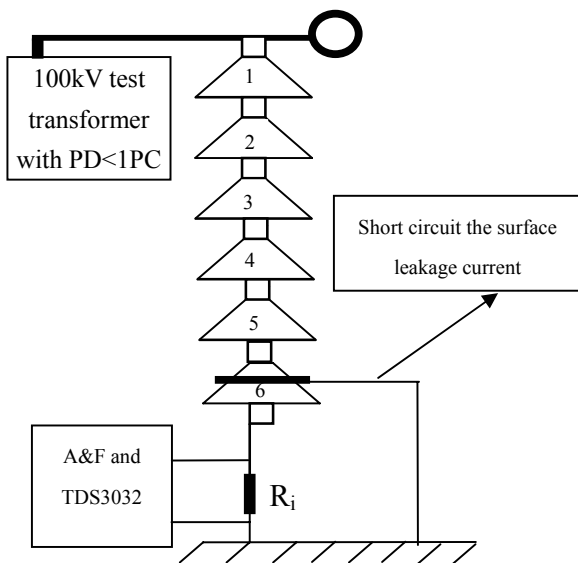 100kV test
transformer
with PD<1PC
1
2
3
4
5
6
Short circuit the surface
leakage current
A&F and
TDS3032
Ri